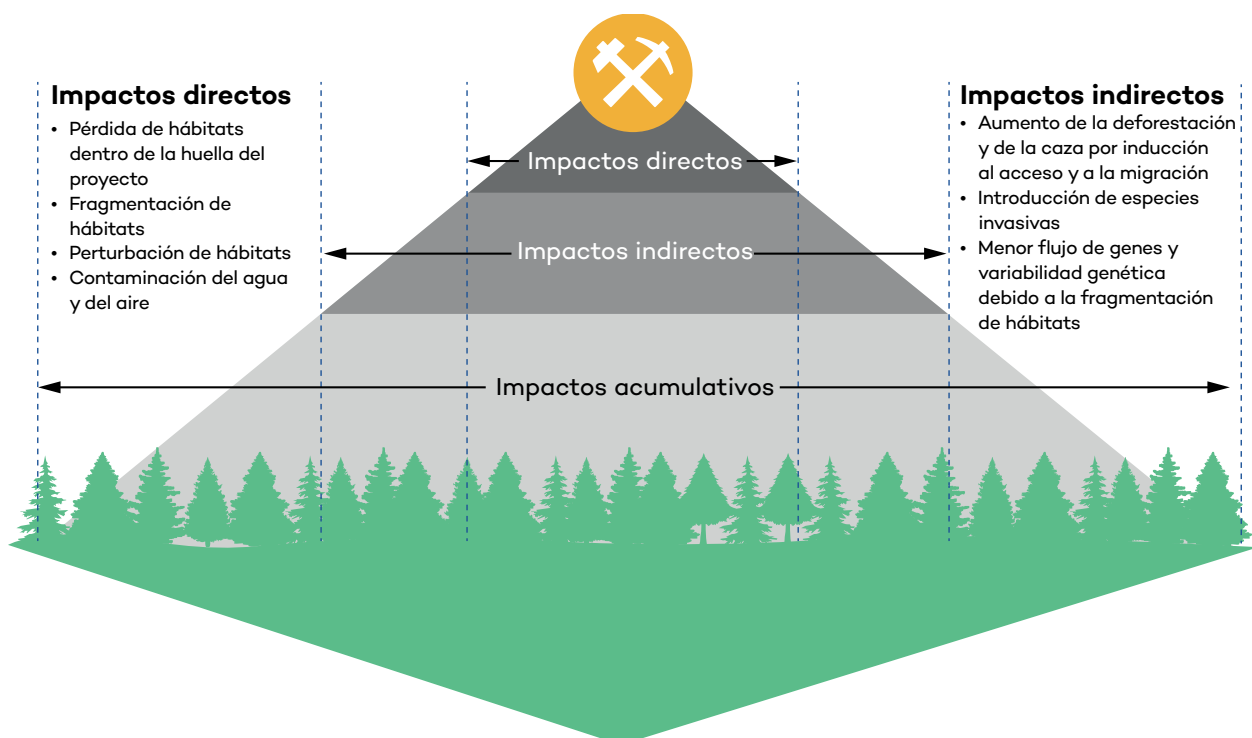 Impactos directos
• Pérdida de hábitats
dentro de la huella del
proyecto
• Fragmentación de
hábitats
• Perturbación de hábitats
• Contaminación del agua
y del aire
Impactos directos
Impactos indirectos
Impactos acumulativos
Impactos indirectos
• Aumento de la deforestación
y de la caza por inducción
al acceso y a la migración
• Introducción de especies
invasivas
• Menor flujo de genes y
variabilidad genética
debido a la fragmentación
de hábitats